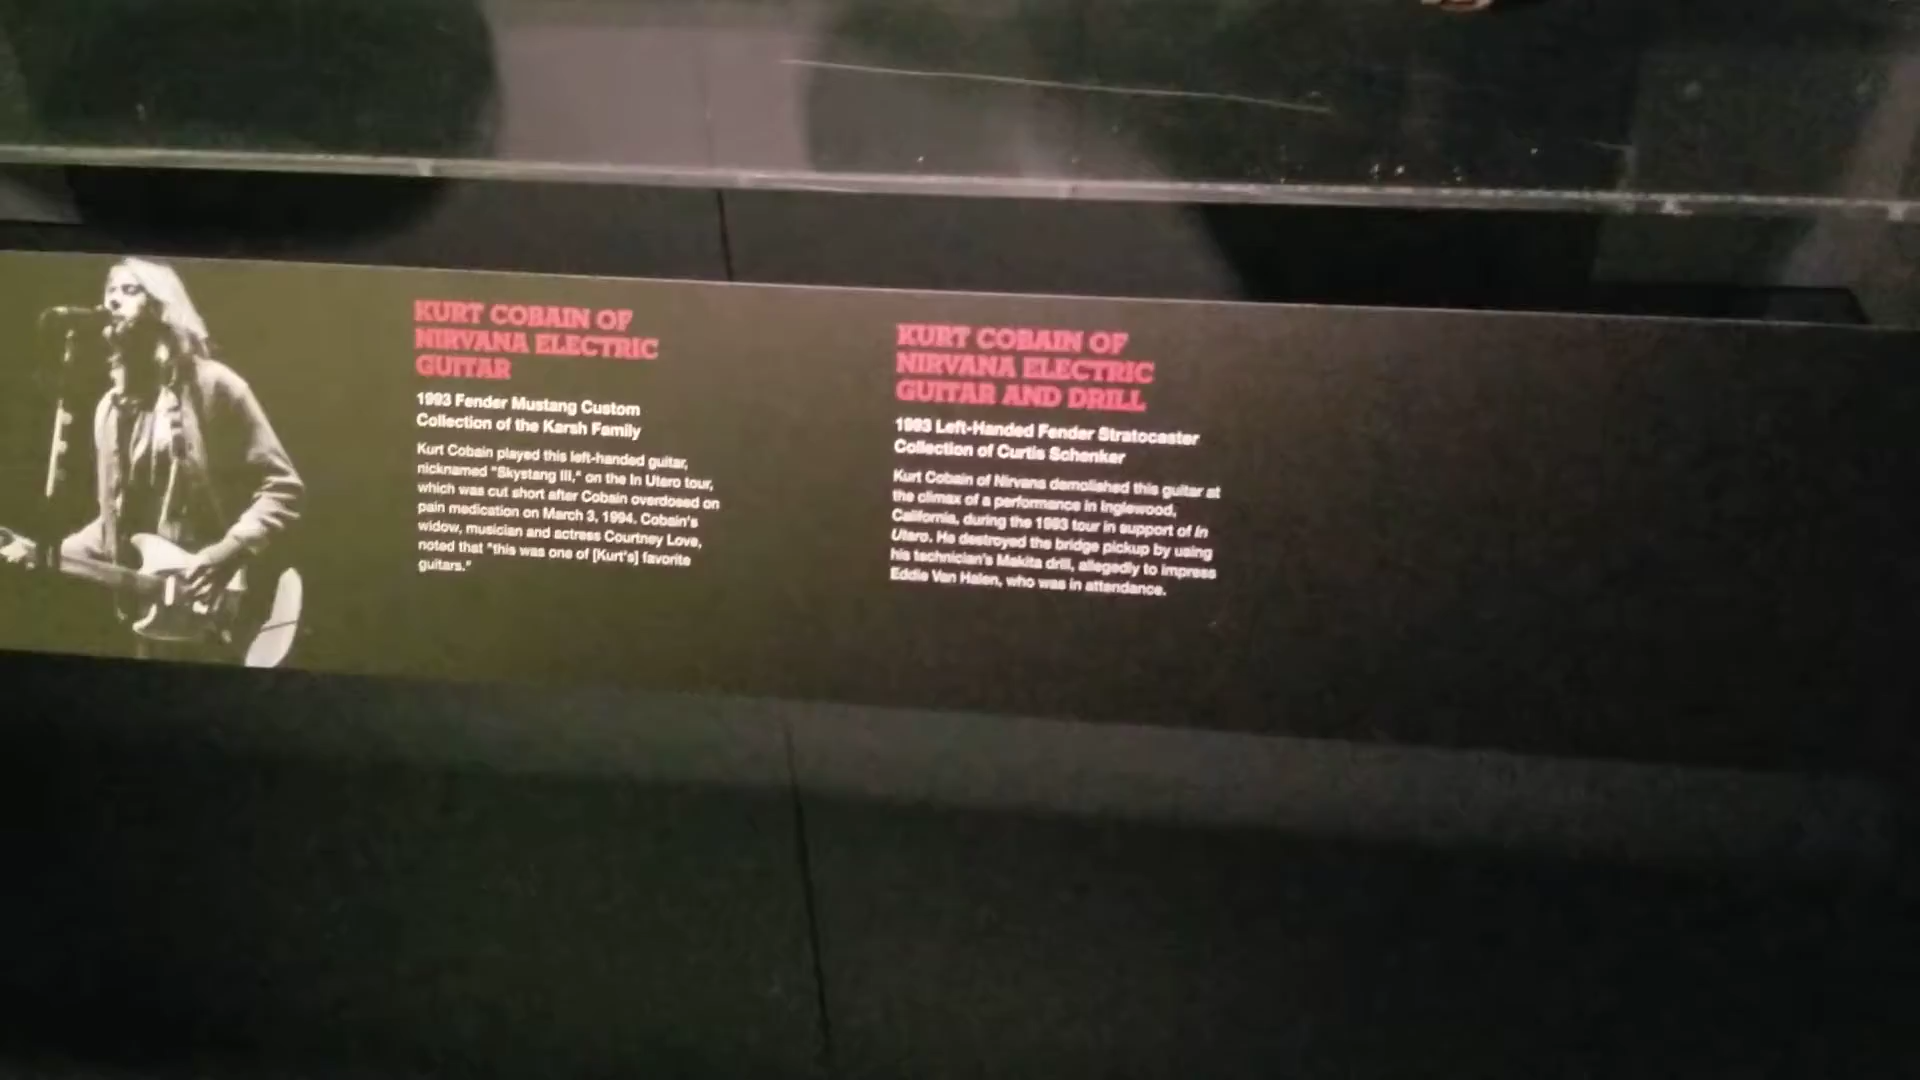 KURT COBAIN OF
NIRVANA ELECTRIC
GUITAR
1993 Fender Mustang Custom
Collection of the Karsh Family
Kurt Cobain played this left-handed guitar,
nicknamed "Skystang III," on the In Utero tour,
which was cut short after Cobain overdosed on
pain medication on March 3, 1994. Cobain's
widow, musician and actress Courtney Love,
noted that "this was one of [Kurt's] favorite
guitars."
KURT COBAIN OF
NIRVANA ELECTRIC
GUITAR AND DRILL
1993 Left-Handed Fender Stratocaster
Collection of Curtis Schenker
Kurt Cobain of Nirvana demolished this guitar at
the climax of a performance in Inglewood,
California, during the 1993 tour in support of In
Utero. He destroyed the bridge pickup by using
his technician's Makita drill, allegedly to impress
Eddie Van Halen, who was in attendance.